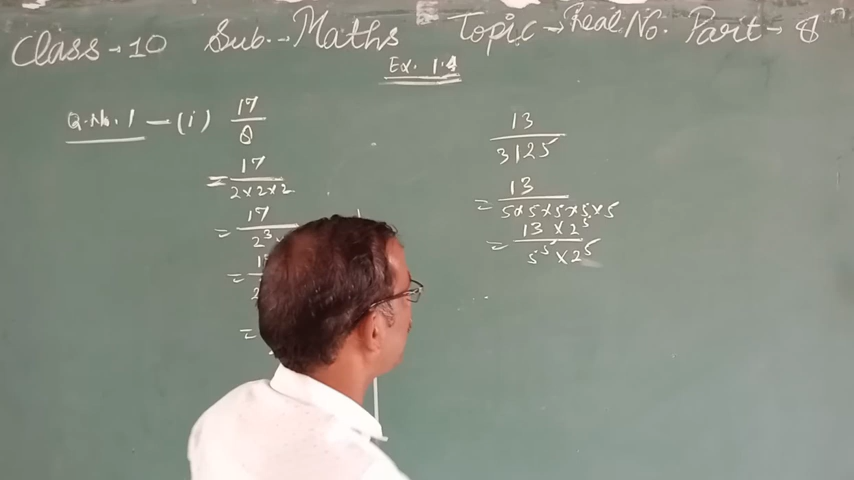 Class → 10 Sub. → Maths Topic → Real No. Part → 8
Ex. 1.4
Q.No. 1 — (i) 17/8
= 17/2×2×2
= 17/2³
=
=
13/3125
= 13/5×5×5×5×5
= 13×2⁵/5⁵×2⁵